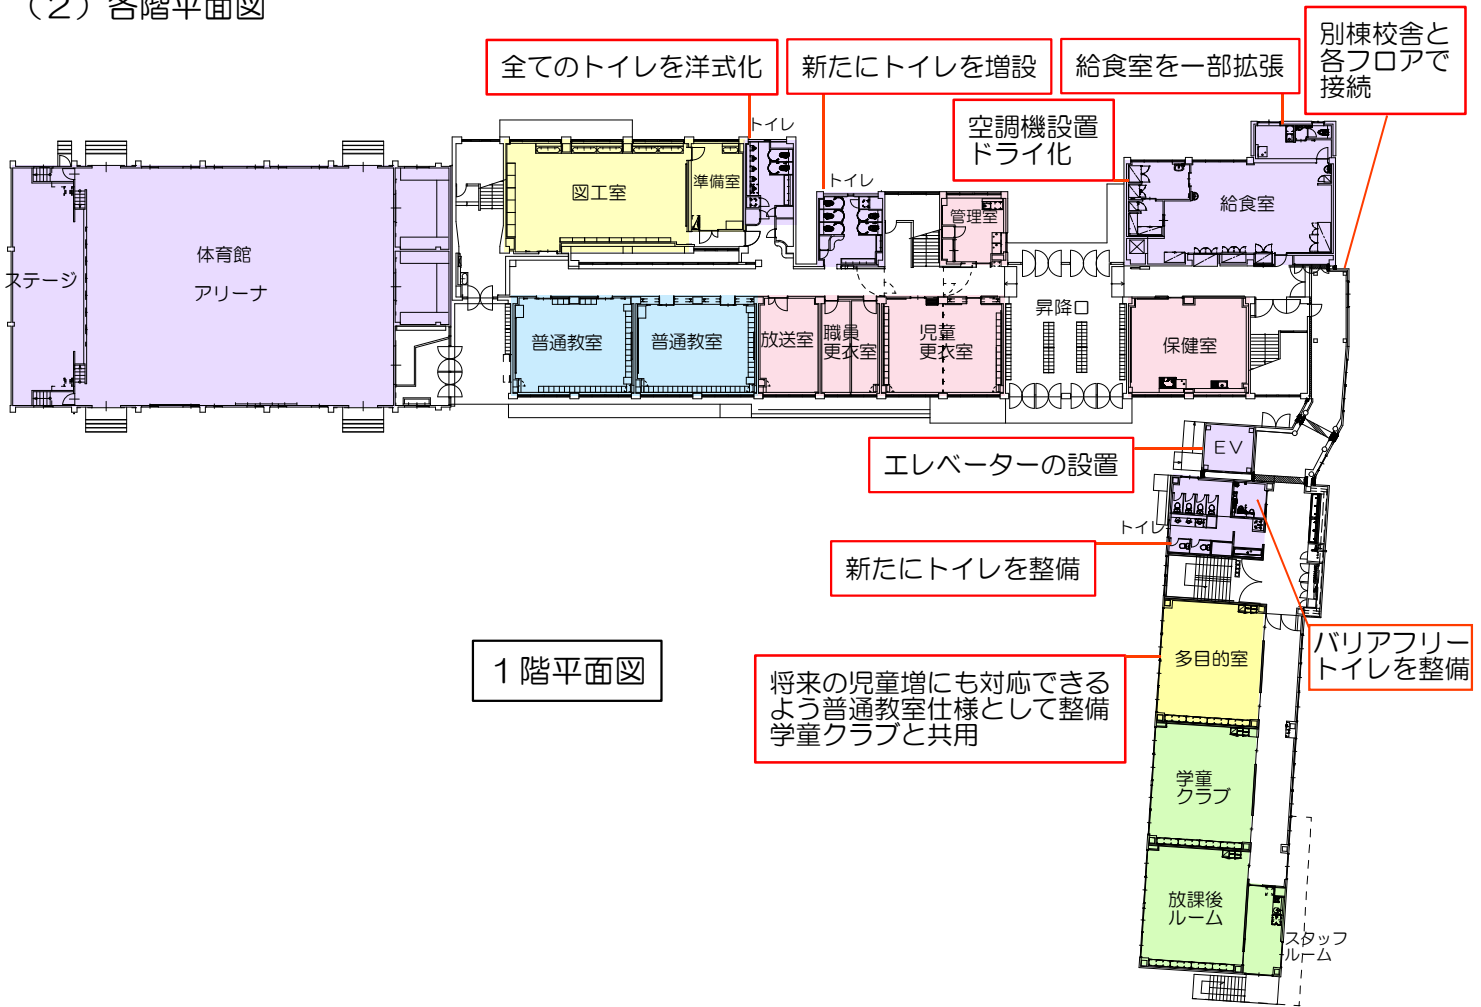 （2）各階平面図
全てのトイレを洋式化
新たにトイレを増設
給食室を一部拡張
別棟校舎と
各フロアで
接続
空調機設置
ドライ化
トイレ
トイレ
図工室
準備室
管理室
給食室
体育館
アリーナ
ステージ
昇降口
普通教室
普通教室
放送室
職員
更衣室
児童
更衣室
保健室
エレベーターの設置
EV
トイレ
新たにトイレを整備
バリアフリー
トイレを整備
1階平面図
多目的室
将来の児童増にも対応できる
よう普通教室仕様として整備
学童クラブと共用
学童
クラブ
放課後
ルーム
スタッフ
ルーム